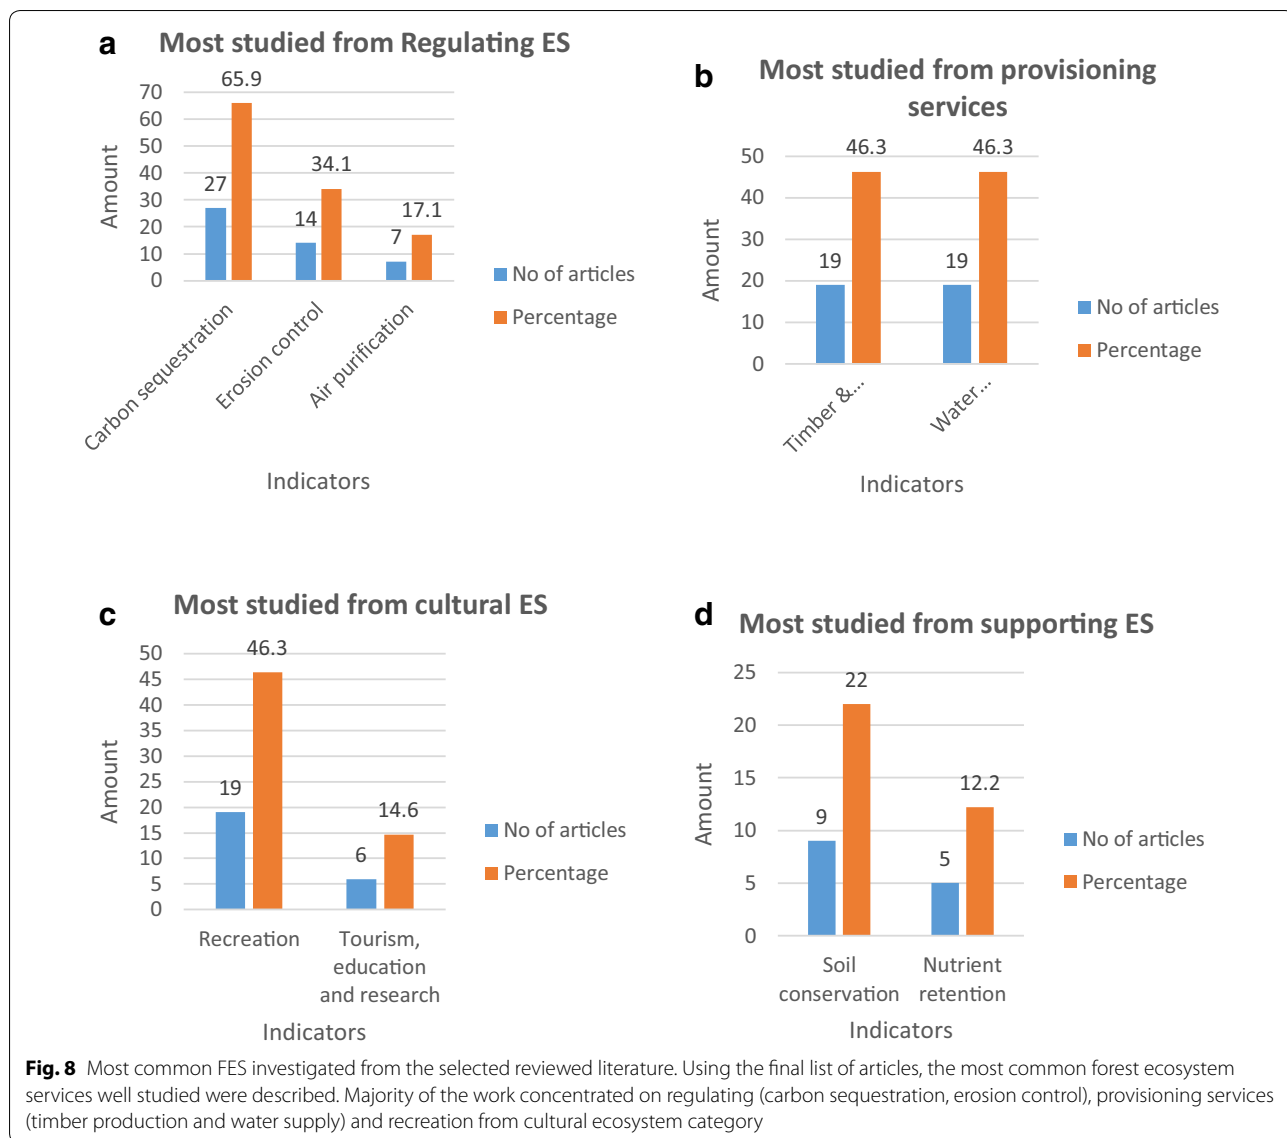 a Most studied from Regulating ES
65.9
70
60
50
40
30
20
10
0
27
34.1
14
17.1
7
Amount
Carbon sequestration
Erosion control
Air purification
Indicators
No of articles
Percentage
b Most studied from provisioning
services
46.3
46.3
50
40
30
20
10
0
19
19
Amount
Timber &...
Water...
Indicators
No of articles
Percentage
c Most studied from cultural ES
50
45
40
35
30
25
20
15
10
5
0
46.3
19
14.6
6
Amount
Recreation
Tourism,
education
and research
Indicators
No of articles
Percentage
d Most studied from supporting ES
25
20
15
10
5
0
22
9
12.2
5
Amount
Soil
conservation
Nutrient
retention
Indicators
No of articles
Percentage
Fig. 8 Most common FES investigated from the selected reviewed literature. Using the final list of articles, the most common forest ecosystem
services well studied were described. Majority of the work concentrated on regulating (carbon sequestration, erosion control), provisioning services
(timber production and water supply) and recreation from cultural ecosystem category